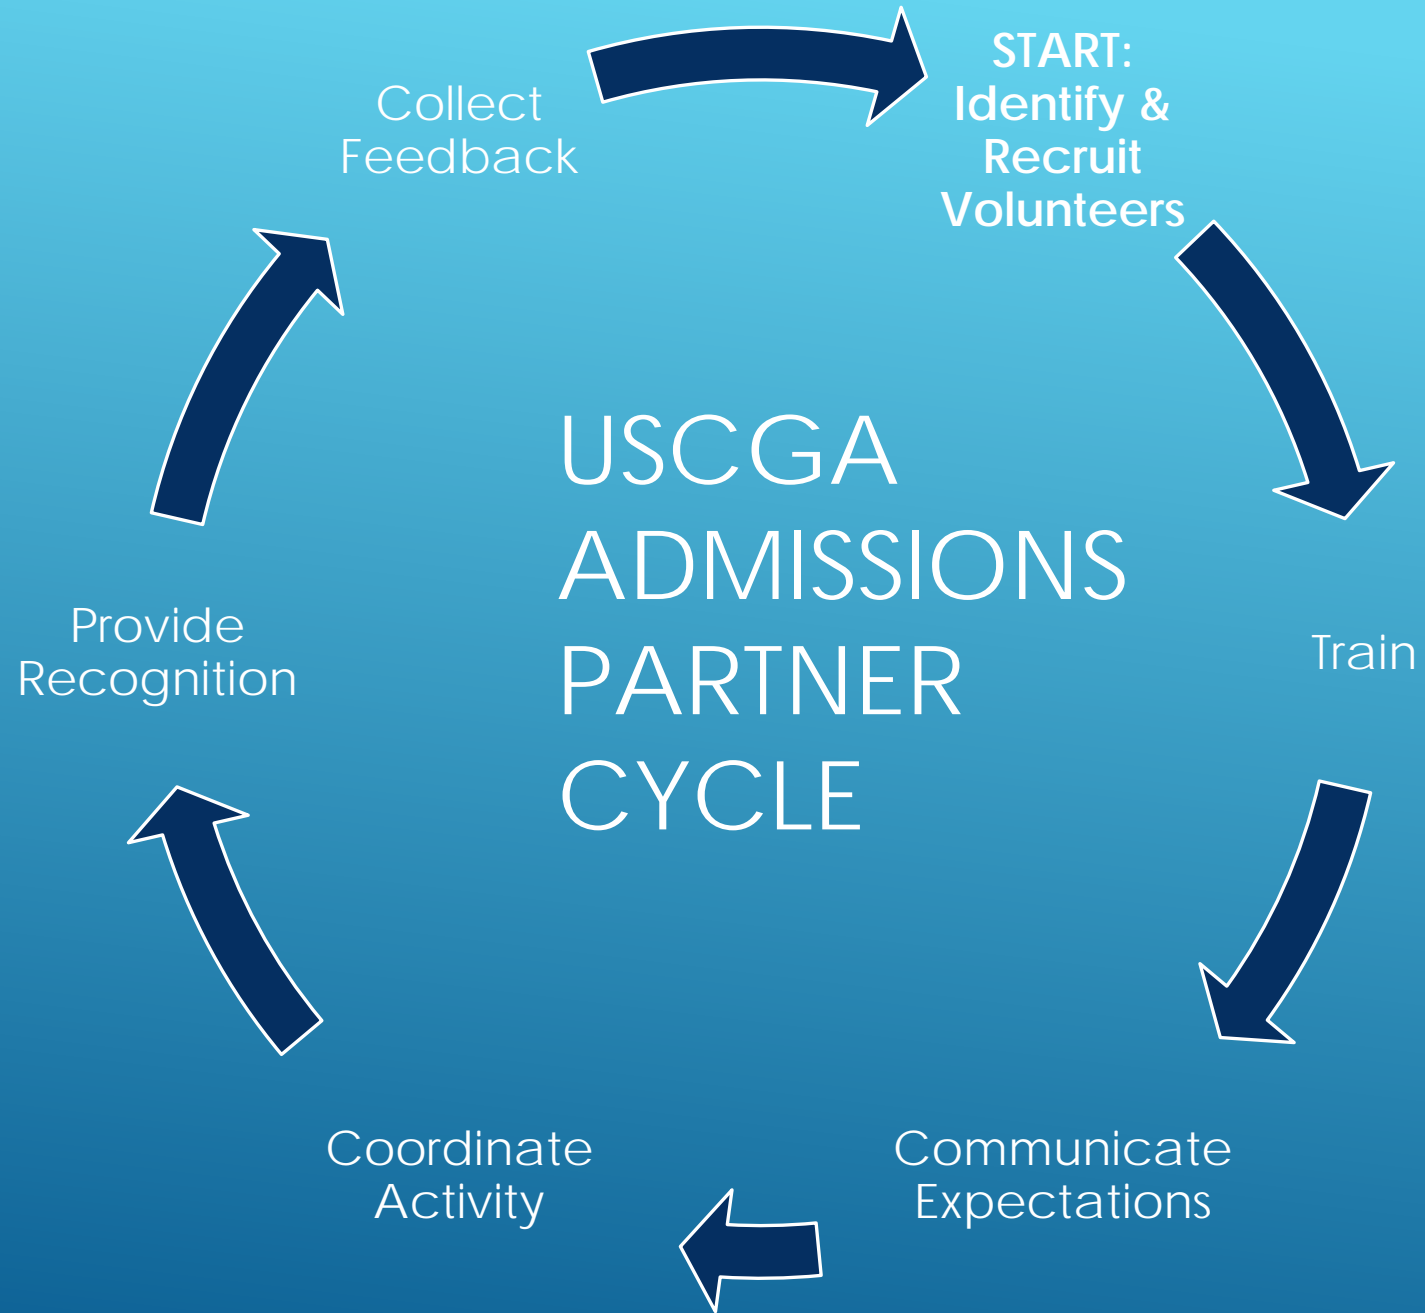 START:
Identify &
Recruit
Volunteers
Train
Communicate
Expectations
Coordinate
Activity
Provide
Recognition
Collect
Feedback
USCGA
ADMISSIONS
PARTNER
CYCLE